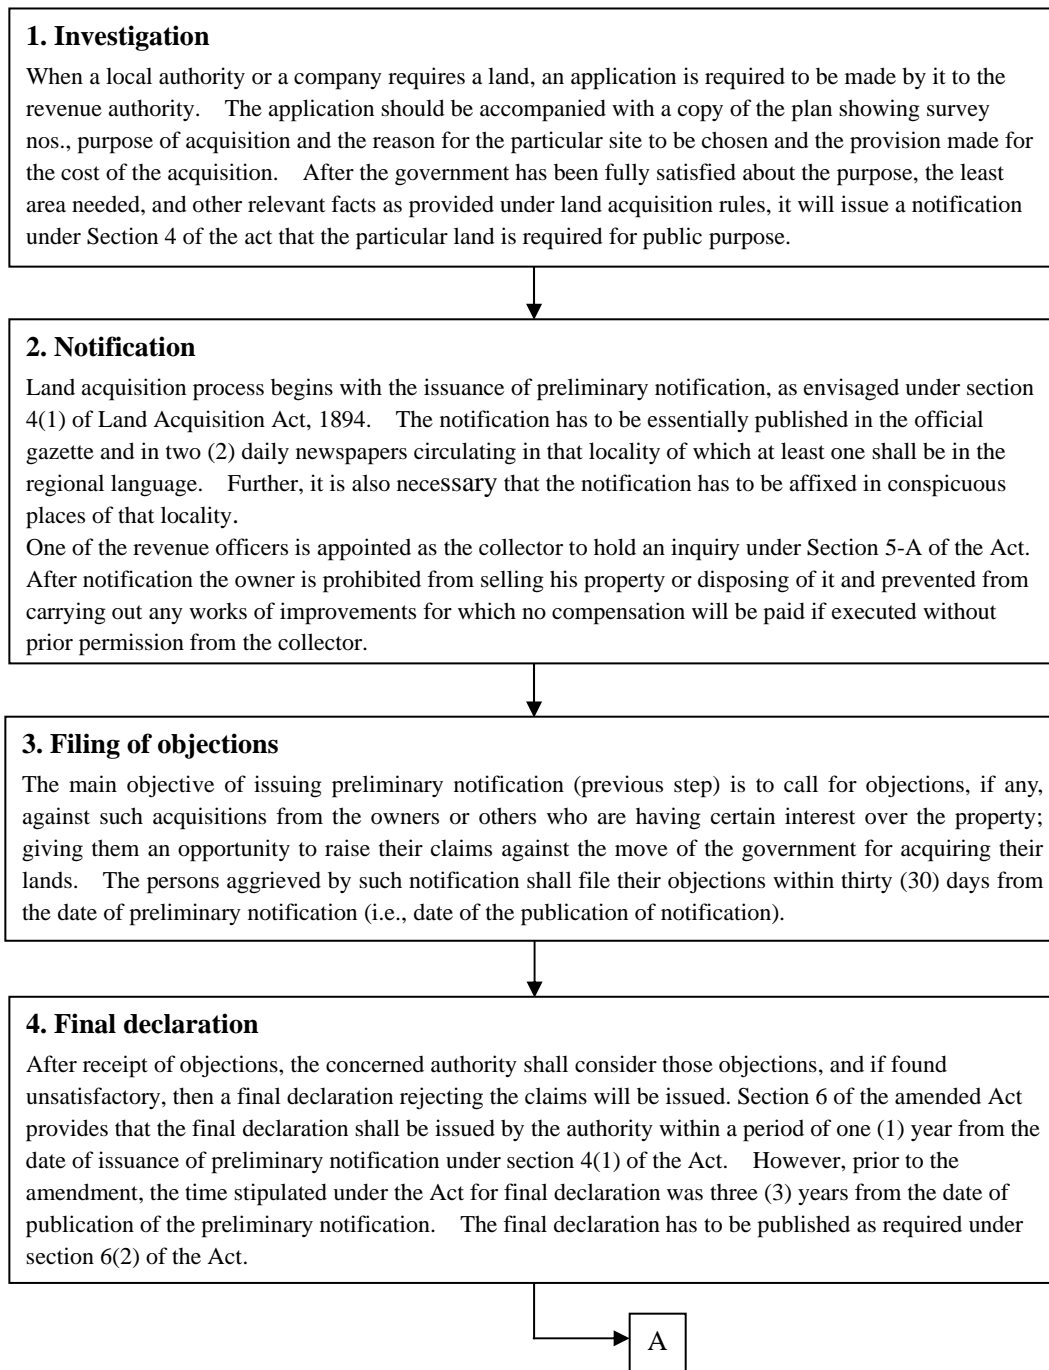 1. Investigation
When a local authority or a company requires a land, an application is required to be made by it to the
revenue authority. The application should be accompanied with a copy of the plan showing survey
nos., purpose of acquisition and the reason for the particular site to be chosen and the provision made for
the cost of the acquisition. After the government has been fully satisfied about the purpose, the least
area needed, and other relevant facts as provided under land acquisition rules, it will issue a notification
under Section 4 of the act that the particular land is required for public purpose.
2. Notification
Land acquisition process begins with the issuance of preliminary notification, as envisaged under section
4(1) of Land Acquisition Act, 1894. The notification has to be essentially published in the official
gazette and in two (2) daily newspapers circulating in that locality of which at least one shall be in the
regional language. Further, it is also necessary that the notification has to be affixed in conspicuous
places of that locality.
One of the revenue officers is appointed as the collector to hold an inquiry under Section 5-A of the Act.
After notification the owner is prohibited from selling his property or disposing of it and prevented from
carrying out any works of improvements for which no compensation will be paid if executed without
prior permission from the collector.
3. Filing of objections
The main objective of issuing preliminary notification (previous step) is to call for objections, if any,
against such acquisitions from the owners or others who are having certain interest over the property;
giving them an opportunity to raise their claims against the move of the government for acquiring their
lands. The persons aggrieved by such notification shall file their objections within thirty (30) days from
the date of preliminary notification (i.e., date of the publication of notification).
4. Final declaration
After receipt of objections, the concerned authority shall consider those objections, and if found
unsatisfactory, then a final declaration rejecting the claims will be issued. Section 6 of the amended Act
provides that the final declaration shall be issued by the authority within a period of one (1) year from the
date of issuance of preliminary notification under section 4(1) of the Act. However, prior to the
amendment, the time stipulated under the Act for final declaration was three (3) years from the date of
publication of the preliminary notification. The final declaration has to be published as required under
section 6(2) of the Act.
A